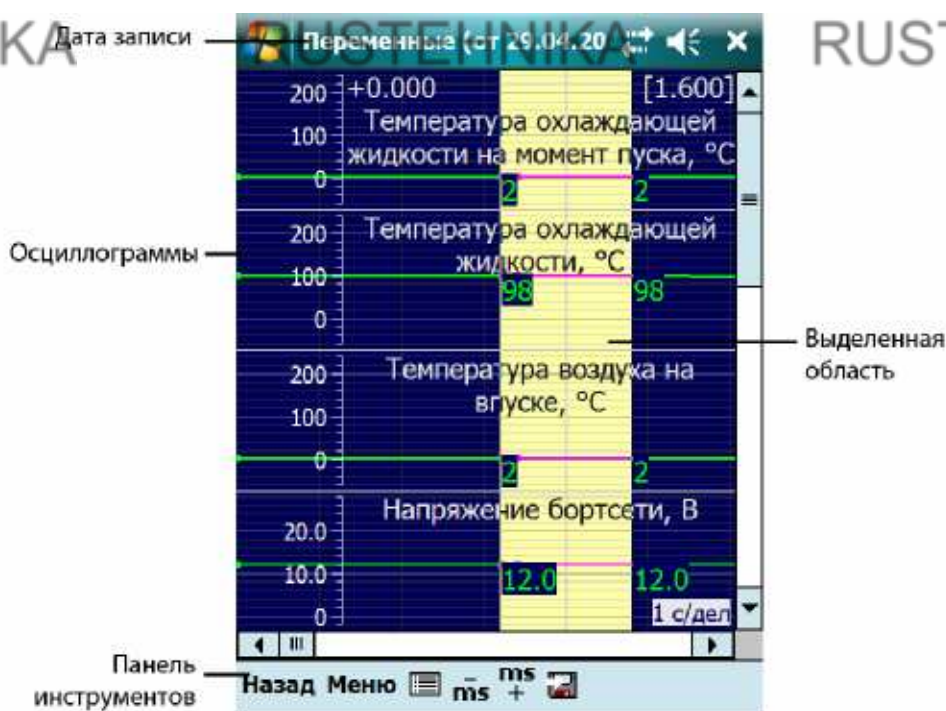 КА RUSTEHNIKA RUST
Дата записи
Переменные (от 29.04.20
200 +0.000 [1.600]
Температура охлаждающей
100
жидкости на момент пуска, °C
0
2 2
200 Температура охлаждающей
Осциллограммы
жидкости, °C
100
98 98
0
Выделенная
область
200 Температура воздуха на
впуске, °C
100
0
2 2
Напряжение бортсети, В
20.0
10.0
12.0 12.0
0
1 с/дел
Панель
инструментов
Назад Меню - ms ms +